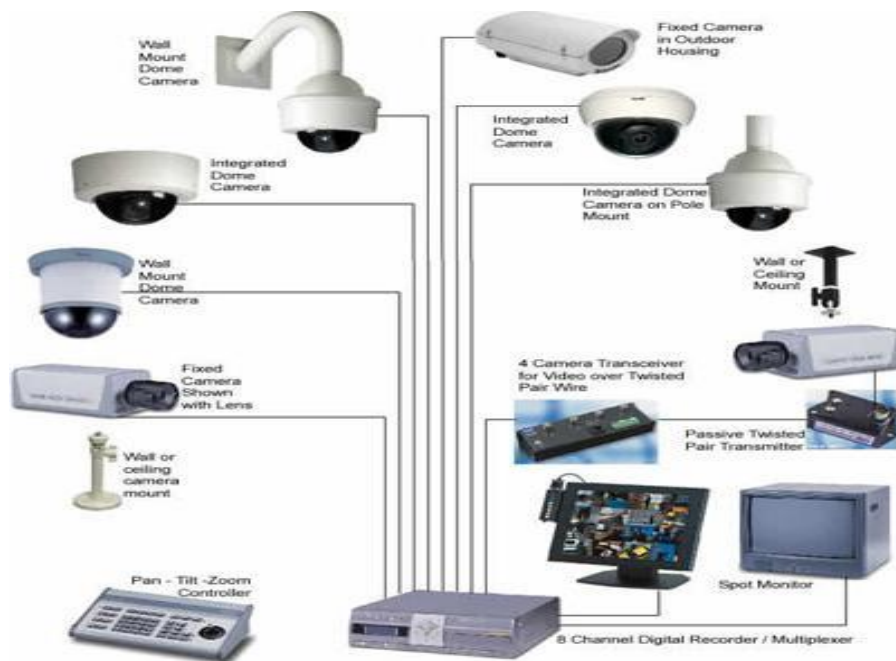 Wall
Mount
Dome
Camera
Fixed Camera
in Outdoor
Housing
Integrated
Dome
Camera
Integrated
Dome
Camera
Integrated Dome
Camera on Pole
Mount
Wall
Mount
Dome
Camera
Wall or
Ceiling
Mount
Fixed
Camera
Shown
with Lens
4 Camera Transceiver
for Video over Twisted
Pair Wire
Passive Twisted
Pair Transmitter
Wall or
ceiling
camera
mount
Pan - Tilt -Zoom
Controller
Spot Monitor
8 Channel Digital Recorder / Multiplexer